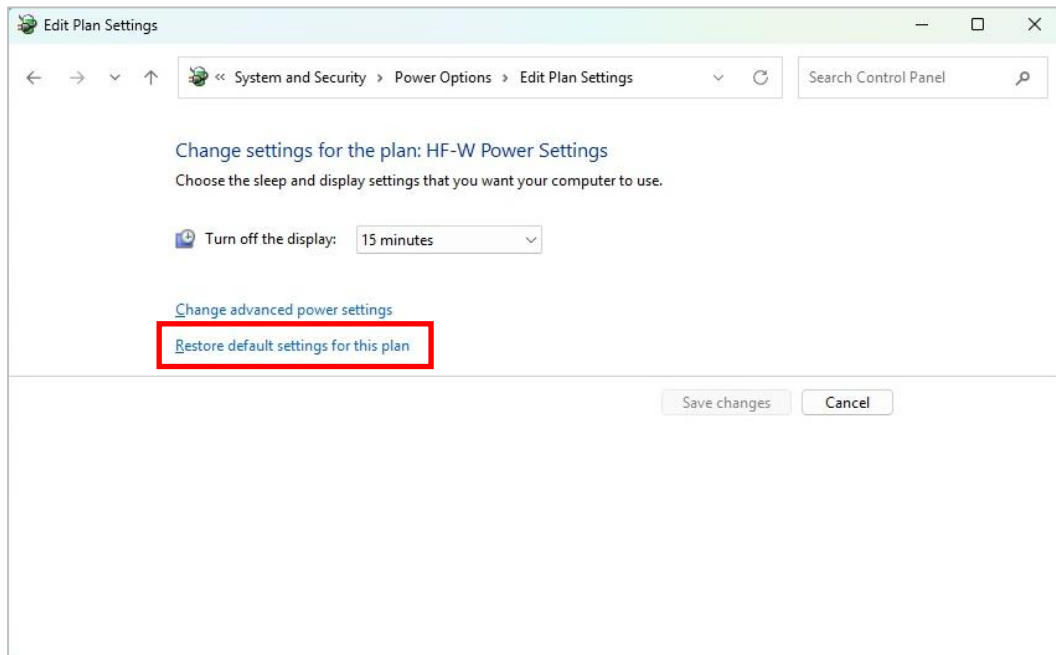 Edit Plan Settings
« System and Security › Power Options › Edit Plan Settings
Search Control Panel
Change settings for the plan: HF-W Power Settings
Choose the sleep and display settings that you want your computer to use.
Turn off the display: 15 minutes
Change advanced power settings
Restore default settings for this plan
Save changes Cancel